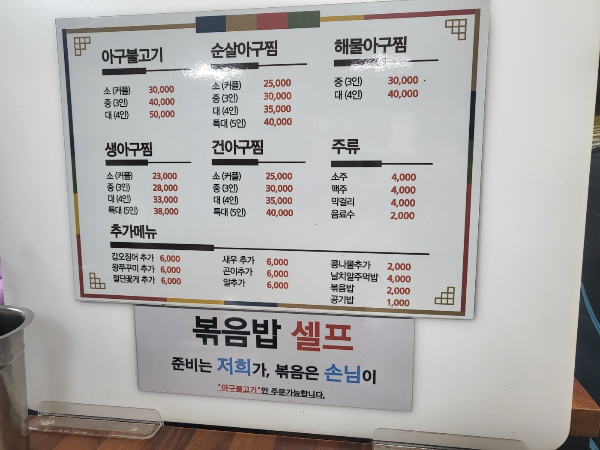 아구불고기
소 (커플) 30,000
중 (3인) 40,000
대 (4인) 50,000
순살아구찜
소 (커플) 25,000
중 (3인) 30,000
대 (4인) 35,000
특대 (5인) 40,000
해물아구찜
중 (3인) 30,000
대 (4인) 40,000
생아구찜
소 (커플) 23,000
중 (3인) 28,000
대 (4인) 33,000
특대 (5인) 38,000
건아구찜
소 (커플) 25,000
중 (3인) 30,000
대 (4인) 35,000
특대 (5인) 40,000
주류
소주 4,000
맥주 4,000
막걸리 4,000
음료수 2,000
추가메뉴
갑오징어 추가 6,000
왕쭈꾸미 추가 6,000
절단꽃게 추가 6,000
새우 추가 6,000
곤이추가 6,000
알추가 6,000
콩나물추가 2,000
날치알주먹밥 4,000
볶음밥 2,000
공기밥 1,000
볶음밥 셀프
준비는 저희가, 볶음은 손님이
"아구불고기"만 주문가능합니다.